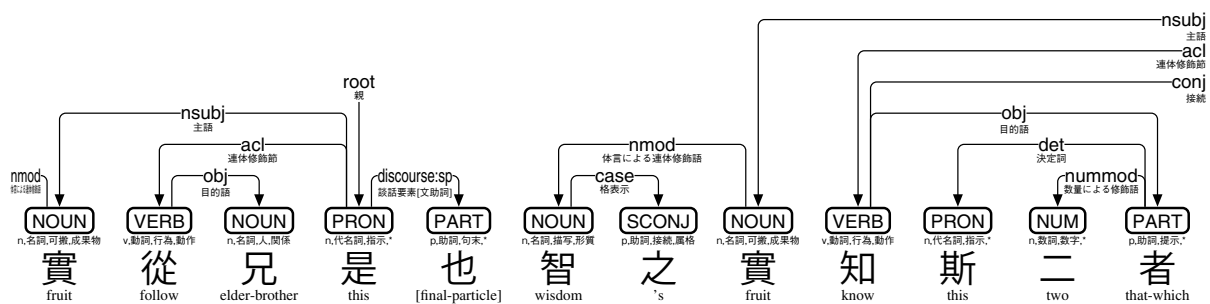 nsubj
主語
acl
連体修飾節
root
親
conj
接続
nsubj
主語
obj
目的語
acl
連体修飾節
nmod
体言による連体修飾語
det
決定詞
nmod
obj
目的語
discourse:sp
談話要素[文助詞]
case
格表示
nummod
数量による修飾語
NOUN VERB NOUN PRON PART NOUN SCONJ NOUN VERB PRON NUM PART
n,名詞,可搬,成果物 v,動詞,行為,動作 n,名詞,人,関係 n,代名詞,指示,* p,助詞,句末,* n,名詞,描写,形質 p,助詞,接続,属格 n,名詞,可搬,成果物 v,動詞,行為,動作 n,代名詞,指示,* n,数詞,数字,* p,助詞,提示,*
實 從 兄 是 也 智 之 實 知 斯 二 者
fruit follow elder-brother this [final-particle] wisdom 's fruit know this two that-which